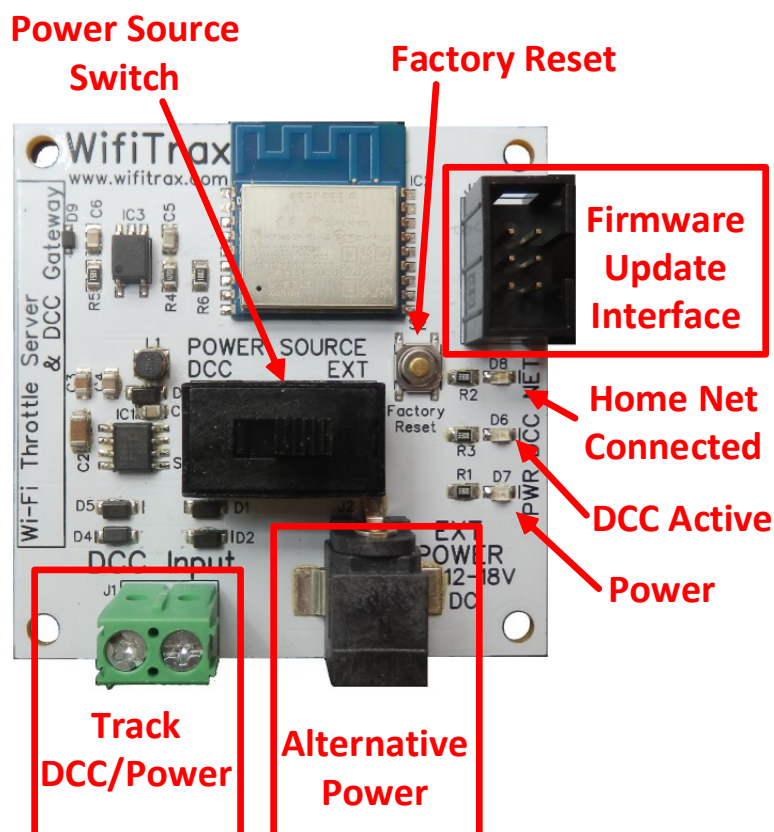 Power Source
Switch
Factory Reset
WifiTrax
www.wifitrax.com
Wi-Fi Throttle Server
& DCC Gateway
D9
C6
IC3
C5
R5
R4
R6
Firmware
Update
Interface
L1
POWER SOURCE
DCC EXT
C3
C4
IC1
C2
Factory
Reset
D8
R2
D6
R3
R1
D7
NET
DCC
PWR
Home Net
Connected
DCC Active
Power
D5
D1
D4
D2
J2
DCC Input
J1
EXT
POWER
12-18V
DC
Track
DCC/Power
Alternative
Power